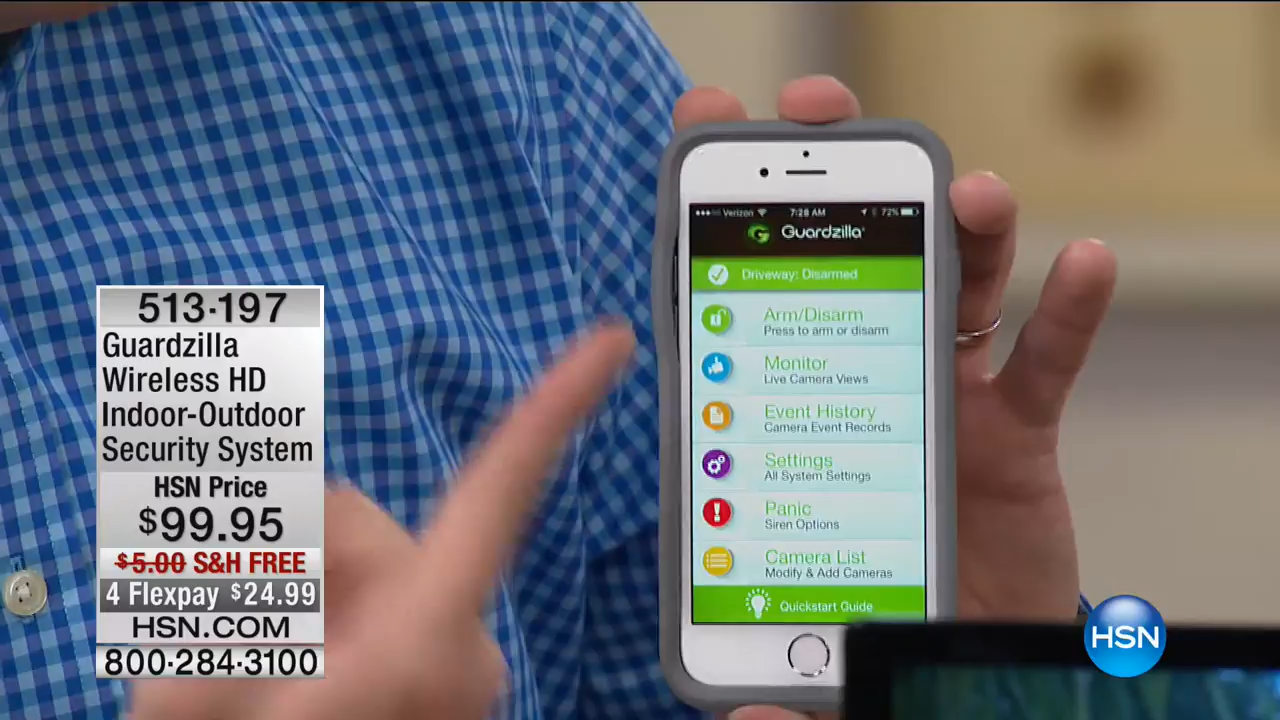 513-197
Guardzilla
Wireless HD
Indoor-Outdoor
Security System
HSN Price
$99.95
$5.00 S&H FREE
4 Flexpay $24.99
HSN.COM
800-284-3100
Verizon 7:28 AM 72%
Guardzilla
Driveway: Disarmed
Arm/Disarm
Press to arm or disarm
Monitor
Live Camera Views
Event History
Camera Event Records
Settings
All System Settings
Panic
Siren Options
Camera List
Modify & Add Cameras
Quickstart Guide
HSN